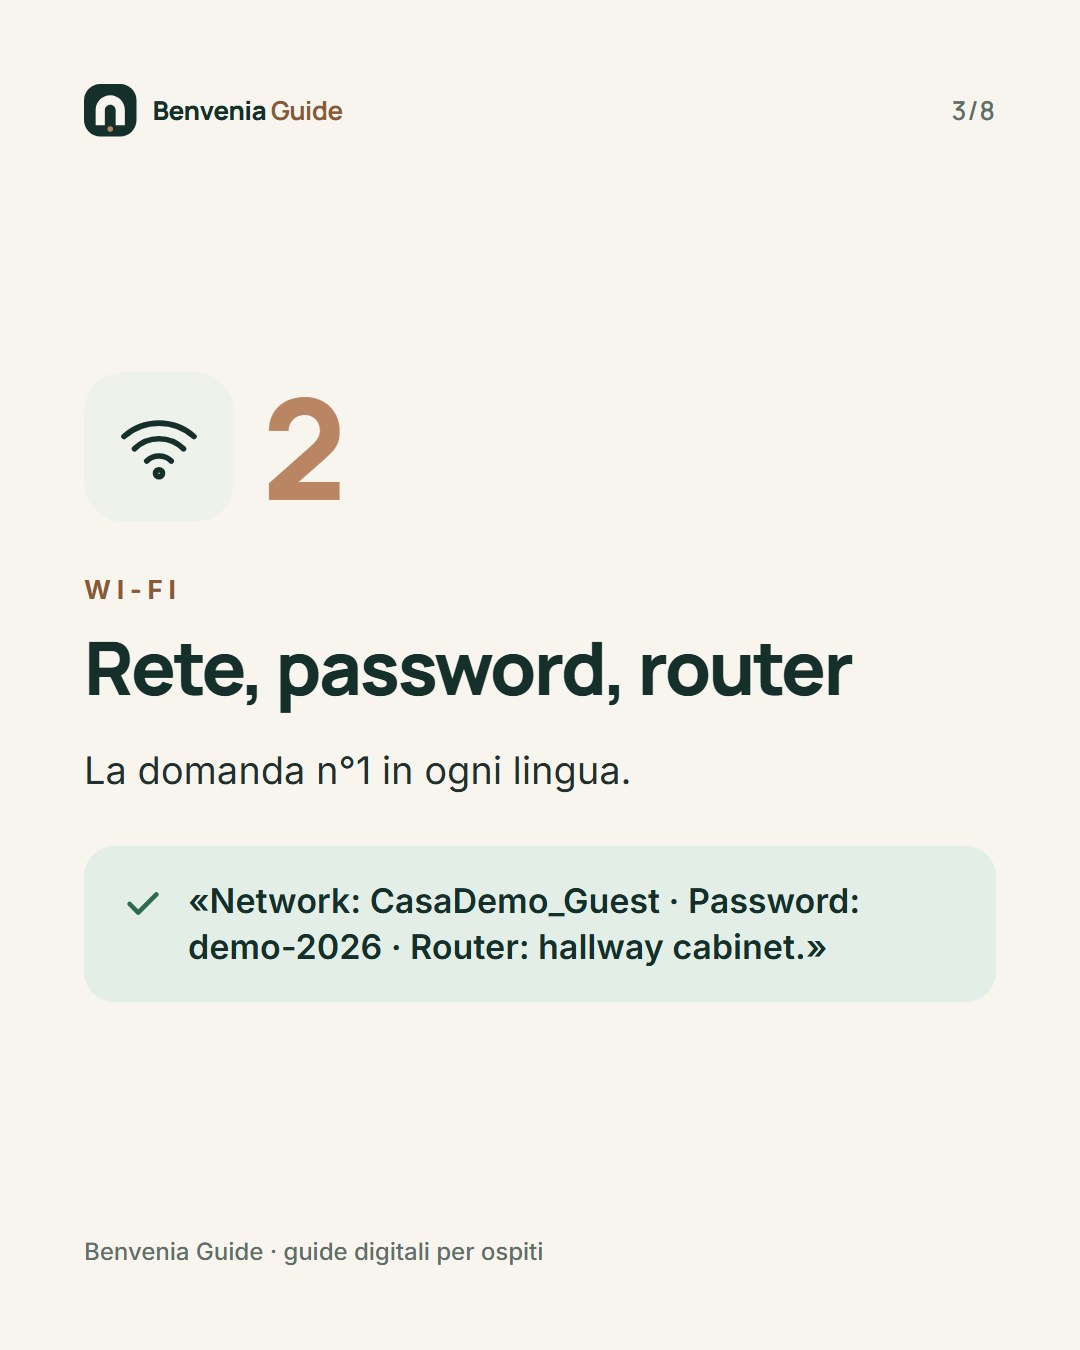 Benvenia Guide
3/8
2
WI-FI
Rete, password, router
La domanda n°1 in ogni lingua.
«Network: CasaDemo_Guest · Password:
demo-2026 · Router: hallway cabinet.»
Benvenia Guide · guide digitali per ospiti